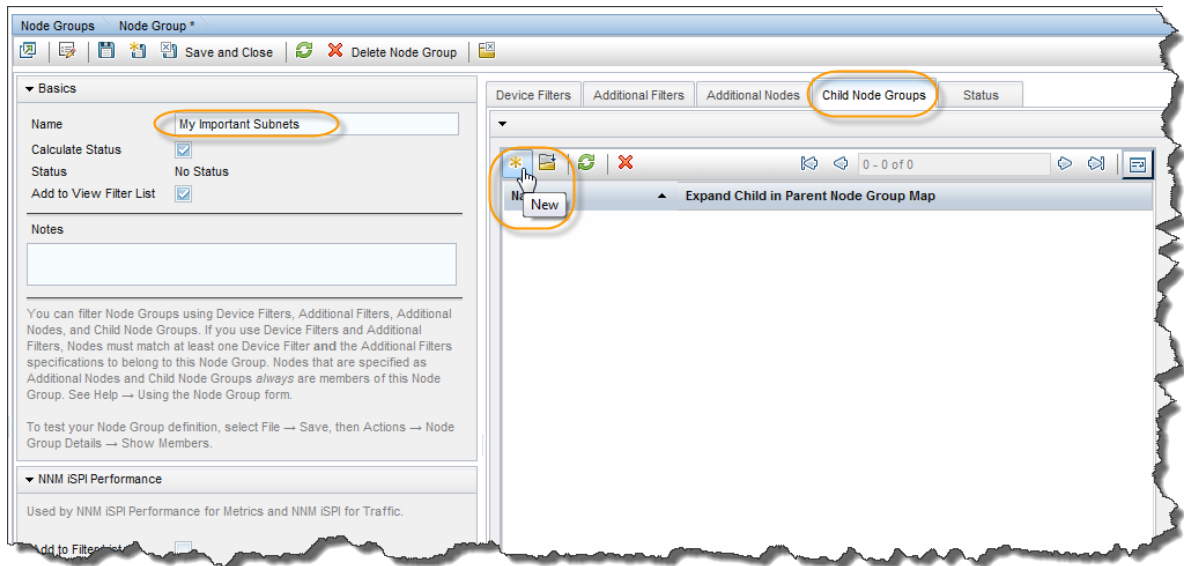 Node Groups Node Group *
Save and Close Delete Node Group
Basics
Name My Important Subnets
Calculate Status
Status No Status
Add to View Filter List
Notes
You can filter Node Groups using Device Filters, Additional Filters, Additional
Nodes, and Child Node Groups. If you use Device Filters and Additional
Filters, Nodes must match at least one Device Filter and the Additional Filters
specifications to belong to this Node Group. Nodes that are specified as
Additional Nodes and Child Node Groups always are members of this Node
Group. See Help → Using the Node Group form.
To test your Node Group definition, select File → Save, then Actions → Node
Group Details → Show Members.
NNM iSPI Performance
Used by NNM iSPI Performance for Metrics and NNM iSPI for Traffic.
Add to Filter List
Device Filters Additional Filters Additional Nodes Child Node Groups Status
0 - 0 of 0
Expand Child in Parent Node Group Map
New